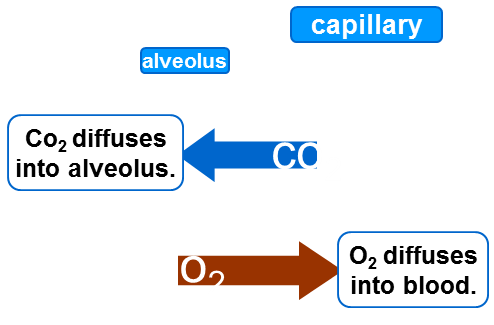 capillary
alveolus
Co₂ diffuses
into alveolus.
CO
O₂
O₂ diffuses
into blood.